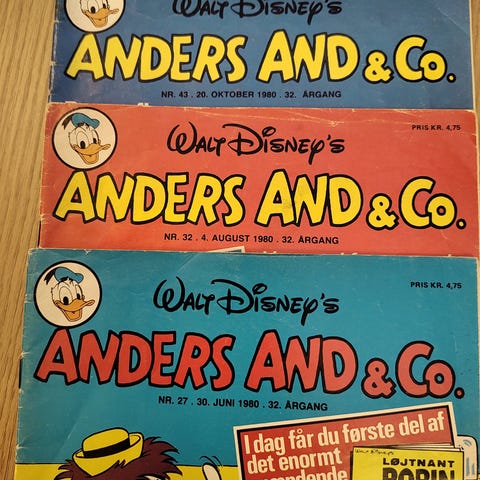 WALT DISNEY's
ANDERS AND & Co.
NR. 43 . 20. OKTOBER 1980 . 32. ÅRGANG
PRIS KR. 4,75
WALT DISNEY's
ANDERS AND & Co.
NR. 32 . 4. AUGUST 1980 . 32. ÅRGANG
PRIS KR. 4,75
WALT DISNEY's
ANDERS AND & Co.
NR. 27 . 30. JUNI 1980 . 32. ÅRGANG
I dag får du første del af
det enormt
LØJTNANT
ROBIN